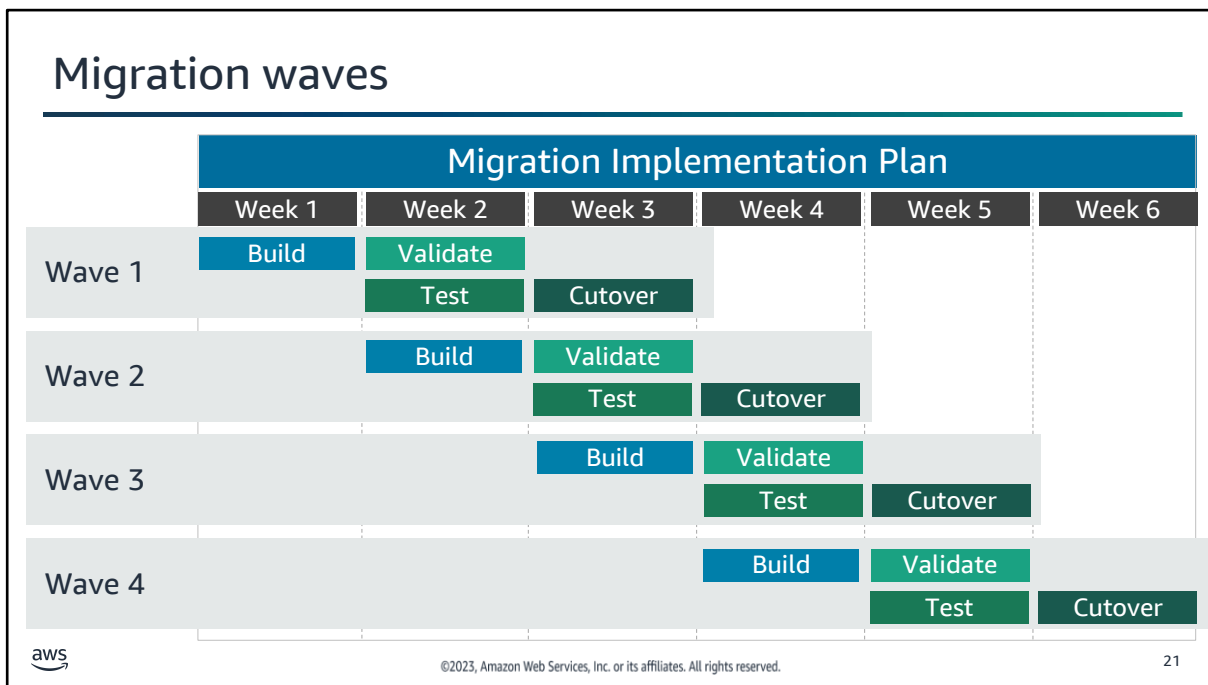 Migration waves
Migration Implementation Plan
Week 1 Week 2 Week 3 Week 4 Week 5 Week 6
Wave 1
Build Validate
Test Cutover
Wave 2
Build Validate
Test Cutover
Wave 3
Build Validate
Test Cutover
Wave 4
Build Validate
Test Cutover
aws
©2023, Amazon Web Services, Inc. or its affiliates. All rights reserved.
21